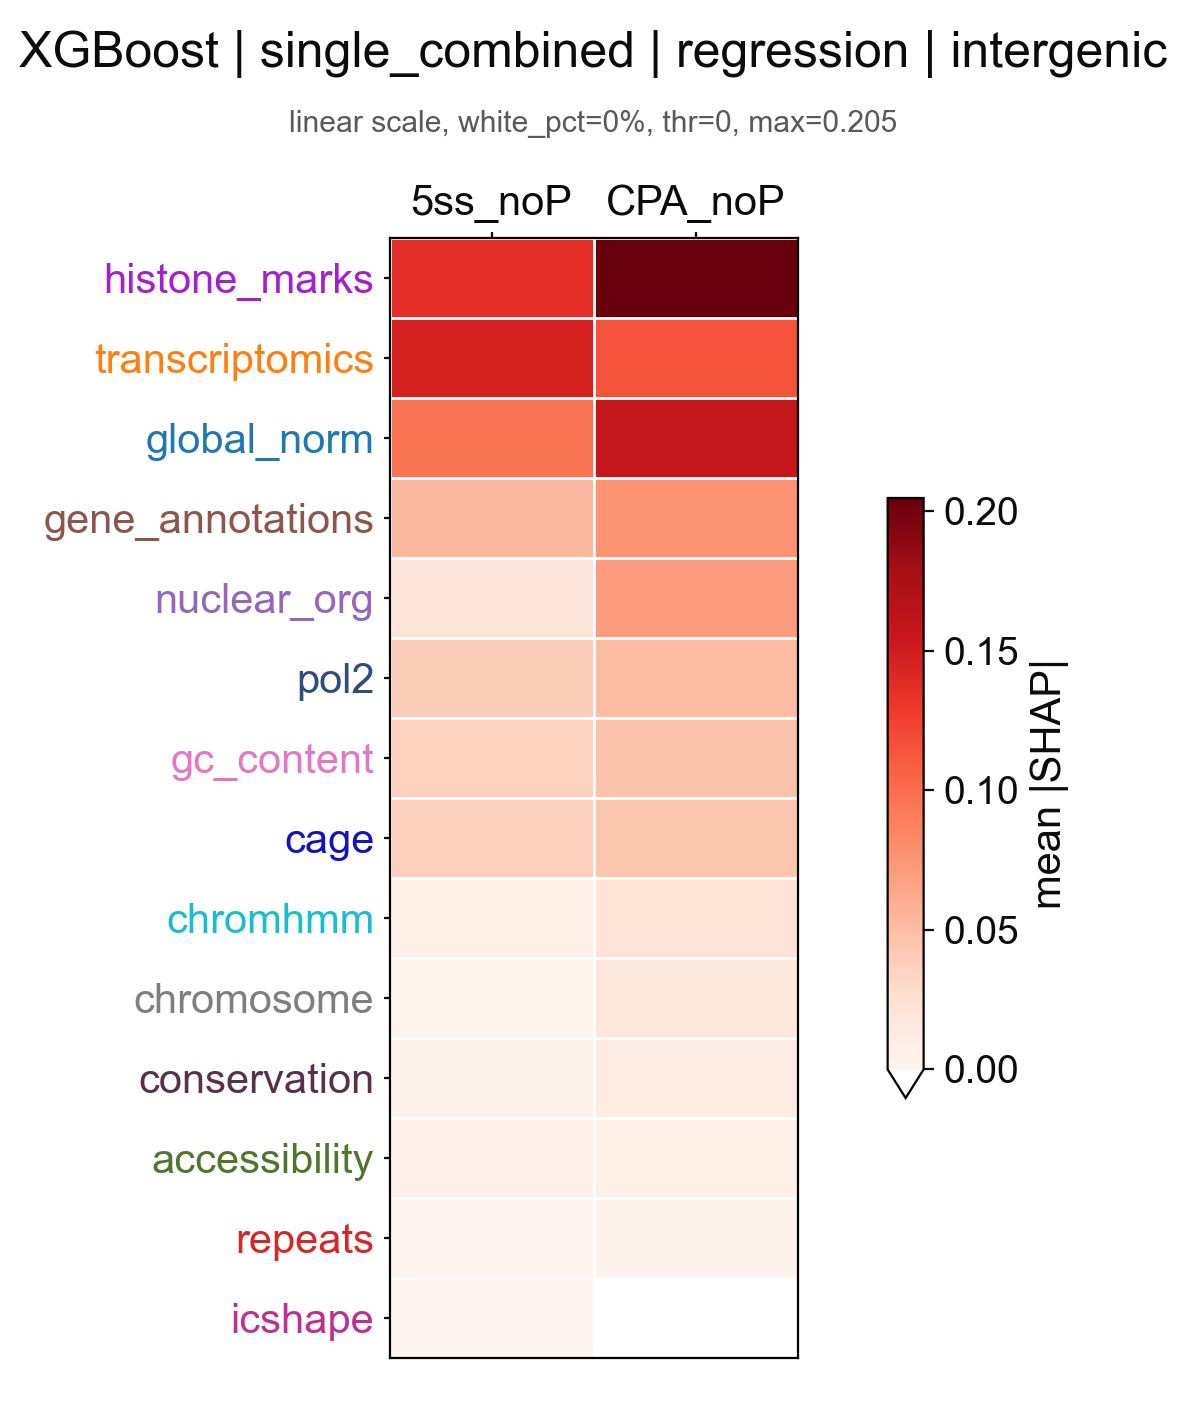 XGBoost | single_combined | regression | intergenic
linear scale, white_pct=0%, thr=0, max=0.205
5ss_noP CPA_noP
histone_marks
transcriptomics
global_norm
gene_annotations
nuclear_org
pol2
gc_content
cage
chromhmm
chromosome
conservation
accessibility
repeats
icshape
0.20
0.15
0.10
0.05
0.00
mean |SHAP|